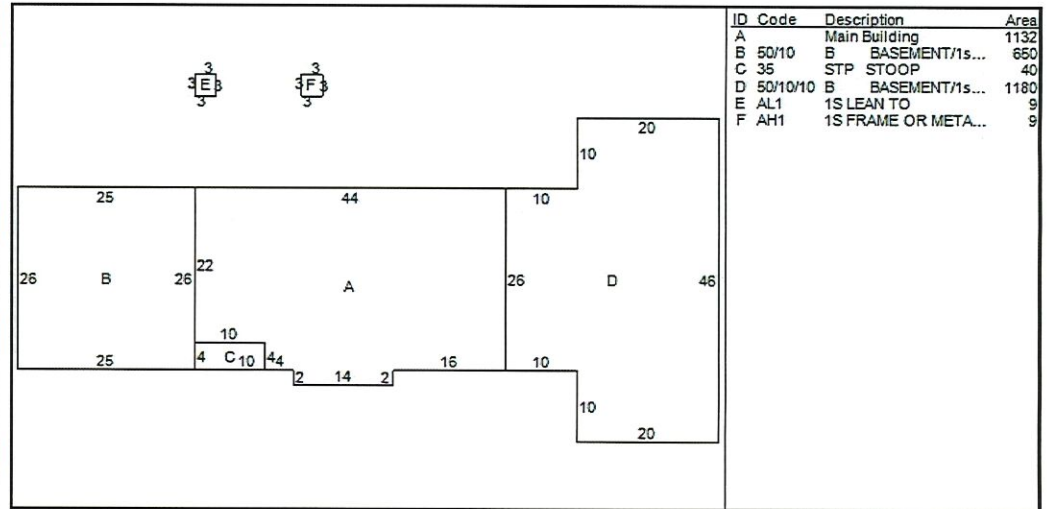 ID Code Description Area
A Main Building 1132
B 50/10 B BASEMENT/1s... 650
C 35 STP STOOP 40
D 50/10/10 B BASEMENT/1s... 1180
E AL1 1S LEAN TO 9
F AH1 1S FRAME OR META... 9
3 3
3 E 3 3 F 3
3 3
20
10
25 44 10
22
26 B 26 A 26 D 46
10
4 C 10 4 4 16 10
25
2 14 2
10
20